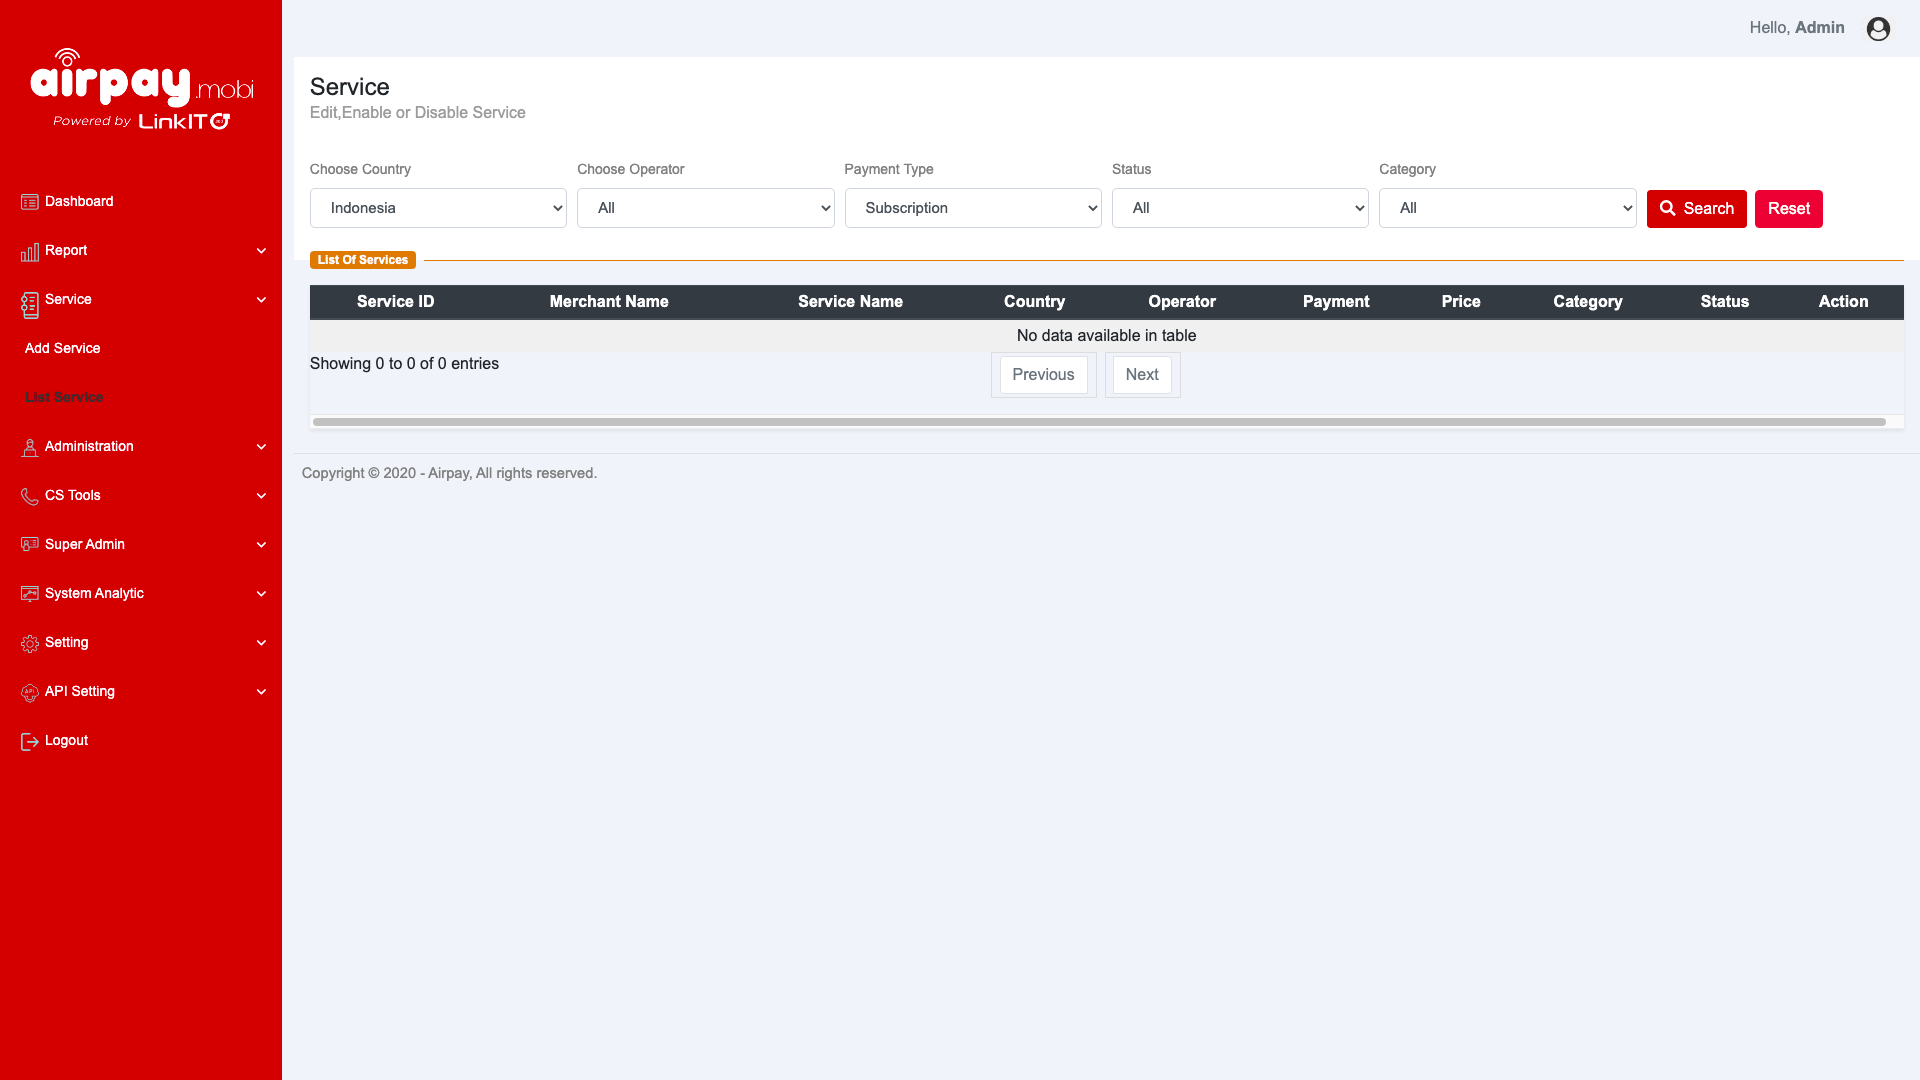 Hello, Admin
airpay.mobi
Powered by LinkIT360
Dashboard
Report
Service
Add Service
List Service
Administration
CS Tools
Super Admin
System Analytic
Setting
API Setting
Logout
Service
Edit,Enable or Disable Service
Choose Country Choose Operator Payment Type Status Category
Indonesia All Subscription All All Search Reset
List Of Services
Service ID Merchant Name Service Name Country Operator Payment Price Category Status Action
No data available in table
Showing 0 to 0 of 0 entries Previous Next
Copyright © 2020 - Airpay, All rights reserved.